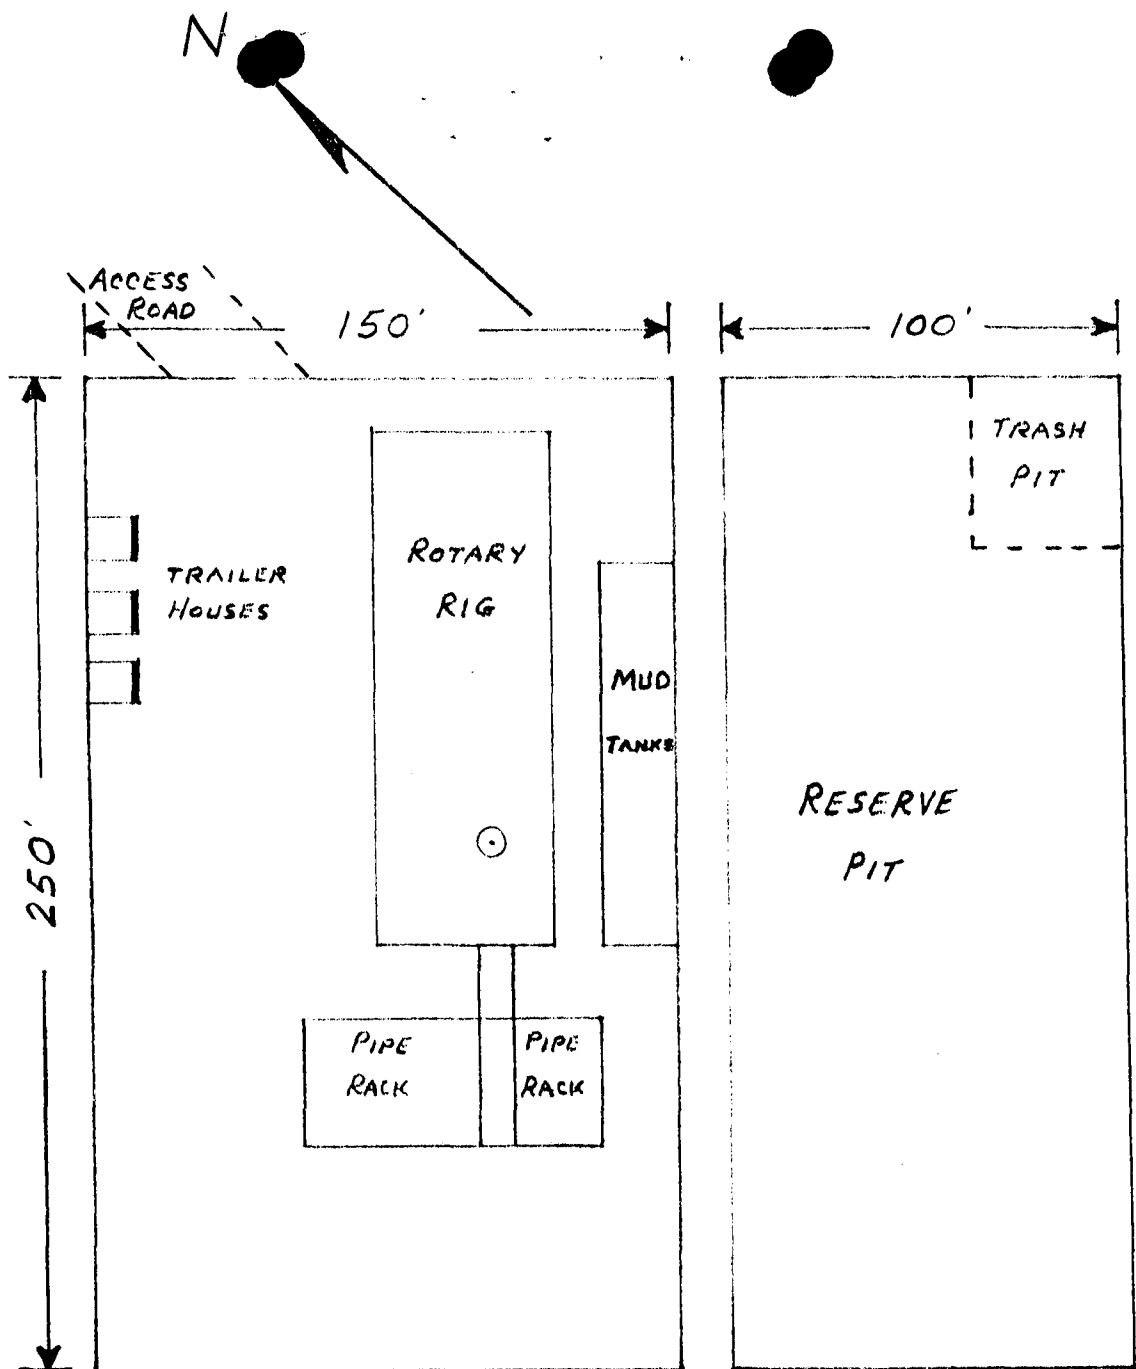 N
ACCESS
ROAD
150'
100'
TRASH
PIT
ROTARY
RIG
TRAILER
HOUSES
MUD
TANKS
RESERVE
PIT
250'
PIPE
RACK
PIPE
RACK